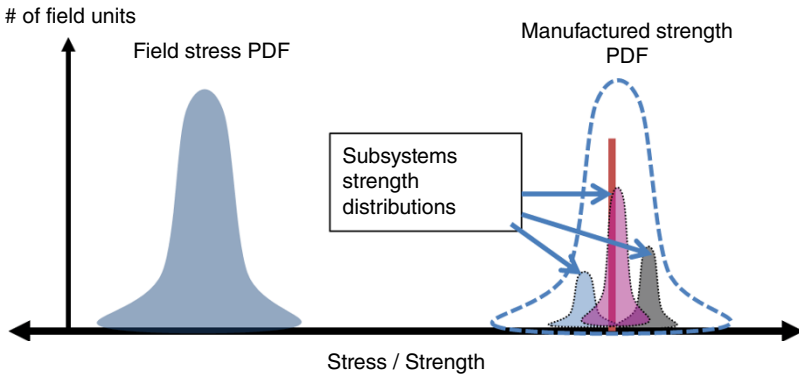 # of field units
Field stress PDF
Manufactured strength
PDF
Subsystems
strength
distributions
Stress / Strength